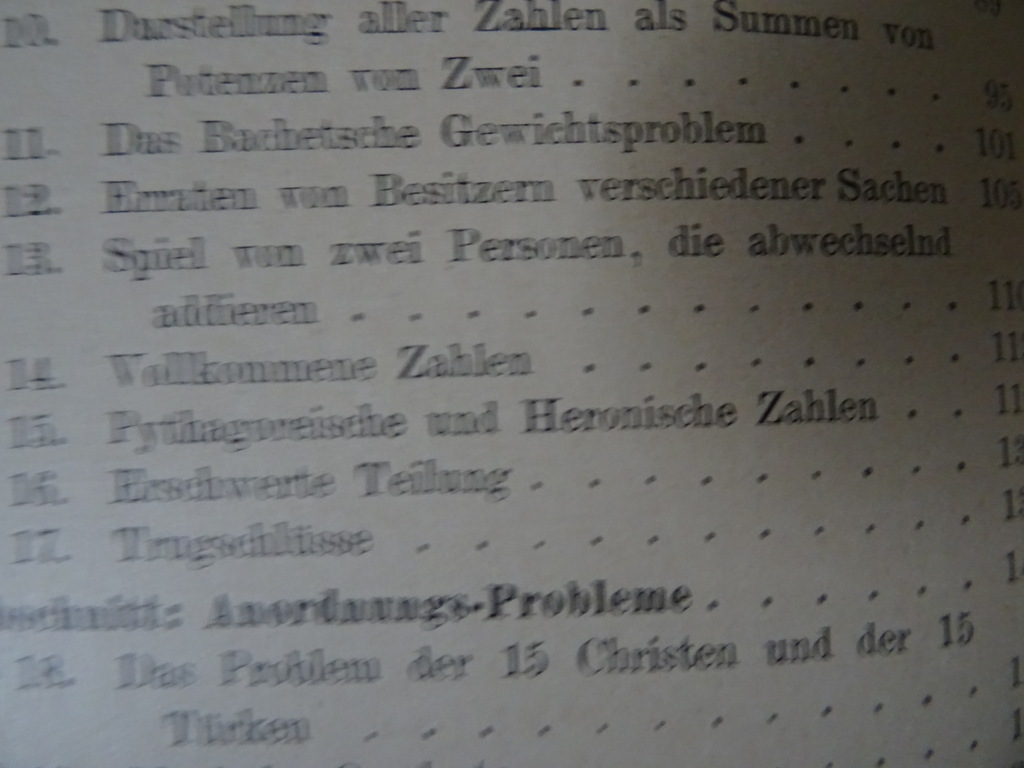 10. Darstellung aller Zahlen als Summen von
Potenzen von Zwei . . . . . . . 95
11. Das Bachetsche Gewichtsproblem . . . . 101
12. Erraten von Besitzern verschiedener Sachen 105
13. Spiel von zwei Personen, die abwechselnd
addieren . . . . . . . . . . . 110
14. Vollkommene Zahlen . . . . . . .
15. Pythagoreische und Heronische Zahlen . .
16. Erschwerte Teilung . . . . . . . .
17. Trugschlüsse . . . . . . . . . .
bschnitt: Anordnungs-Probleme . . . . . .
18. Das Problem der 15 Christen und der 15
Türken . . . . . . . . . . .